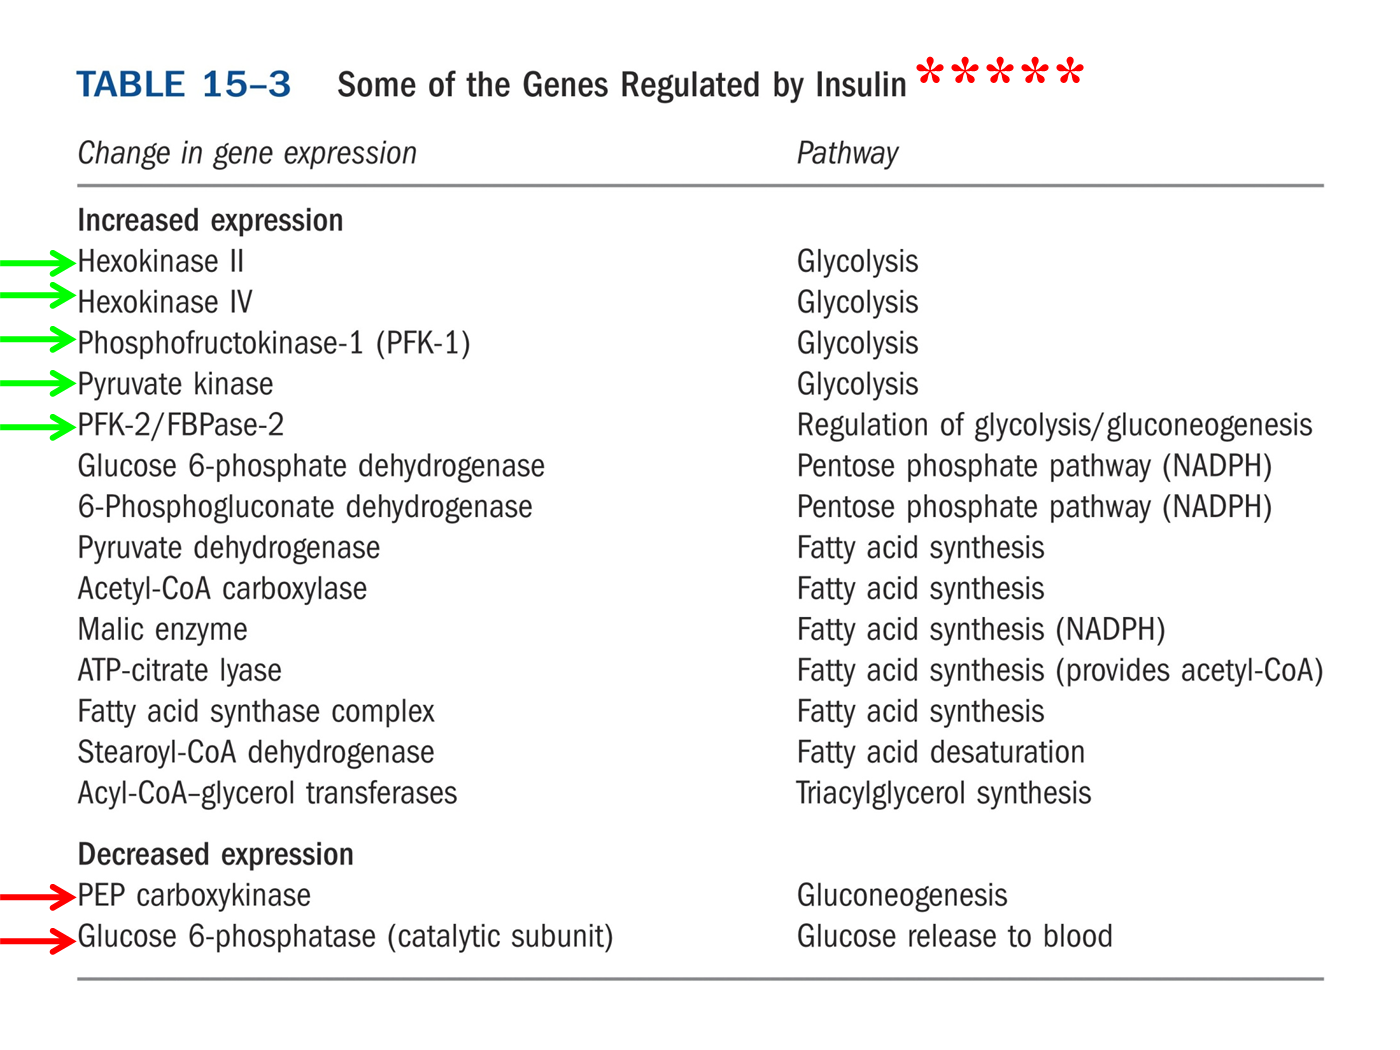 TABLE 15–3 Some of the Genes Regulated by Insulin *****
Change in gene expression Pathway
Increased expression
Hexokinase II Glycolysis
Hexokinase IV Glycolysis
Phosphofructokinase-1 (PFK-1) Glycolysis
Pyruvate kinase Glycolysis
PFK-2/FBPase-2 Regulation of glycolysis/gluconeogenesis
Glucose 6-phosphate dehydrogenase Pentose phosphate pathway (NADPH)
6-Phosphogluconate dehydrogenase Pentose phosphate pathway (NADPH)
Pyruvate dehydrogenase Fatty acid synthesis
Acetyl-CoA carboxylase Fatty acid synthesis
Malic enzyme Fatty acid synthesis (NADPH)
ATP-citrate lyase Fatty acid synthesis (provides acetyl-CoA)
Fatty acid synthase complex Fatty acid synthesis
Stearoyl-CoA dehydrogenase Fatty acid desaturation
Acyl-CoA–glycerol transferases Triacylglycerol synthesis
Decreased expression
PEP carboxykinase Gluconeogenesis
Glucose 6-phosphatase (catalytic subunit) Glucose release to blood